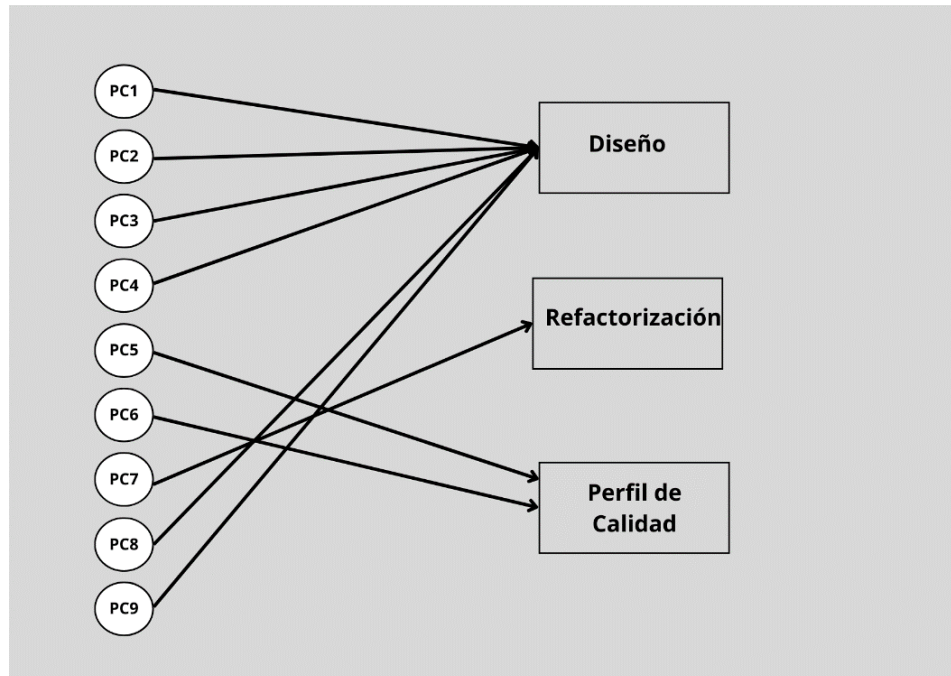 PC1
PC2
PC3
PC4
PC5
PC6
PC7
PC8
PC9
Diseño
Refactorización
Perfil de
Calidad